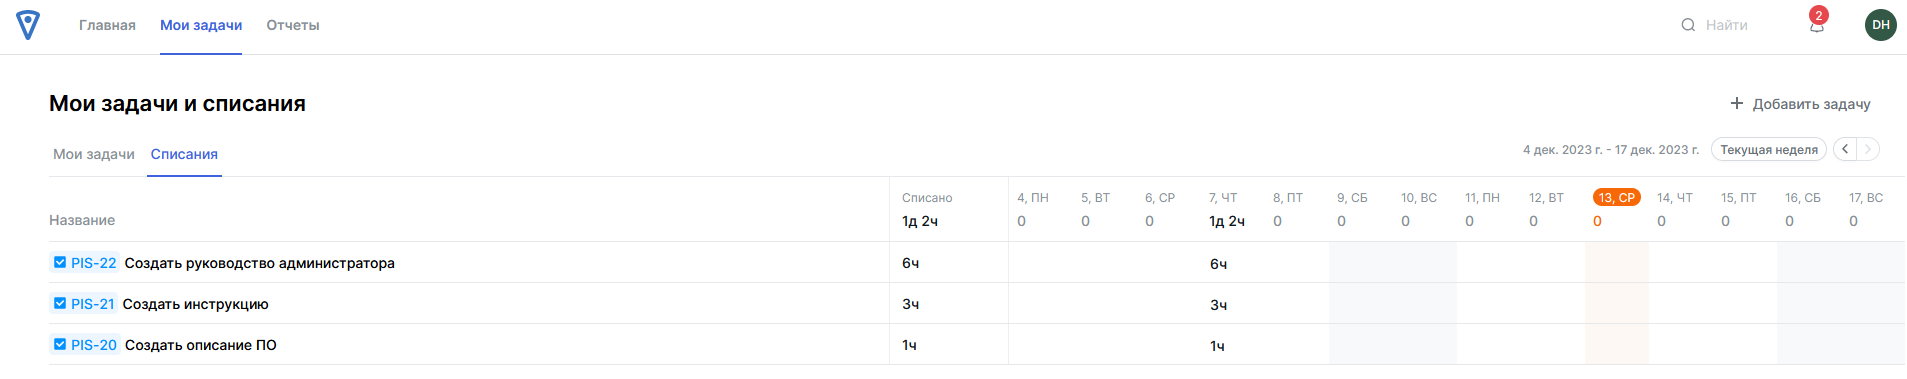 Главная Мои задачи Отчеты Найти 2 DH
Мои задачи и списания + Добавить задачу
Мои задачи Списания 4 дек. 2023 г. - 17 дек. 2023 г. Текущая неделя < >
Списано 4, ПН 5, ВТ 6, СР 7, ЧТ 8, ПТ 9, СБ 10, ВС 11, ПН 12, ВТ 13, СР 14, ЧТ 15, ПТ 16, СБ 17, ВС
Название 1д 2ч 0 0 0 1д 2ч 0 0 0 0 0 0 0 0 0 0
PIS-22 Создать руководство администратора 6ч 6ч
PIS-21 Создать инструкцию 3ч 3ч
PIS-20 Создать описание ПО 1ч 1ч